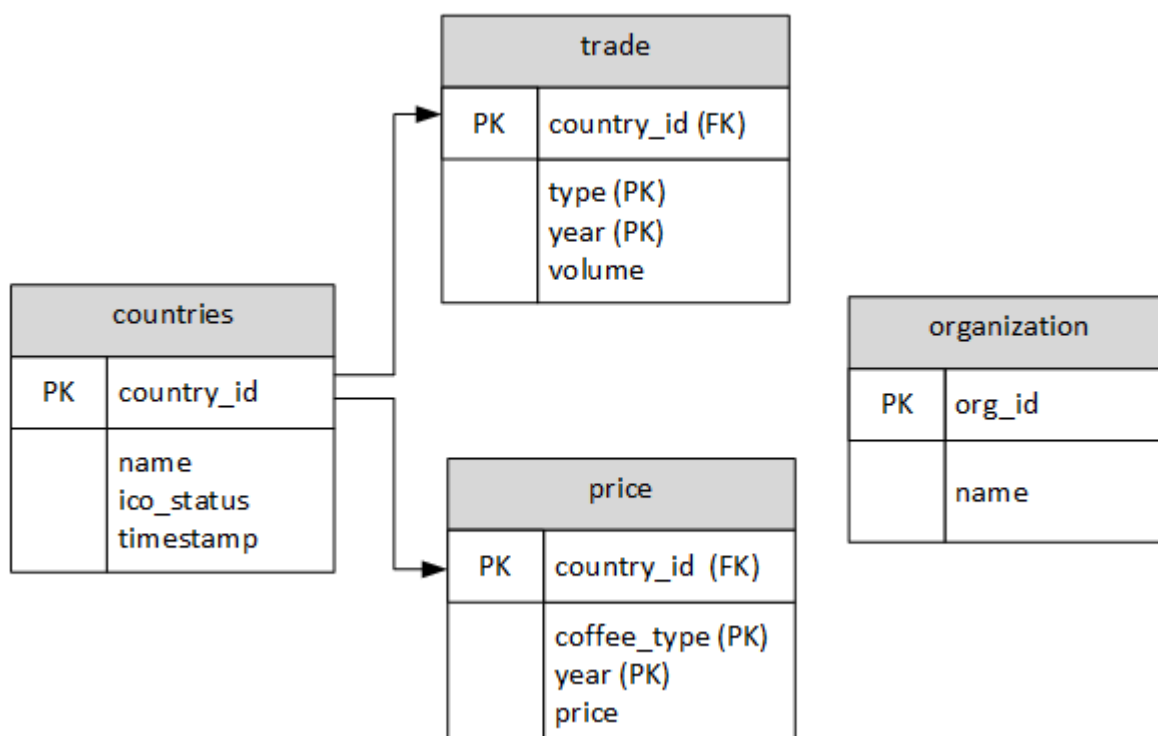 trade
PK country_id (FK)
type (PK)
year (PK)
volume
countries
PK country_id
name
ico_status
timestamp
organization
PK org_id
name
price
PK country_id (FK)
coffee_type (PK)
year (PK)
price